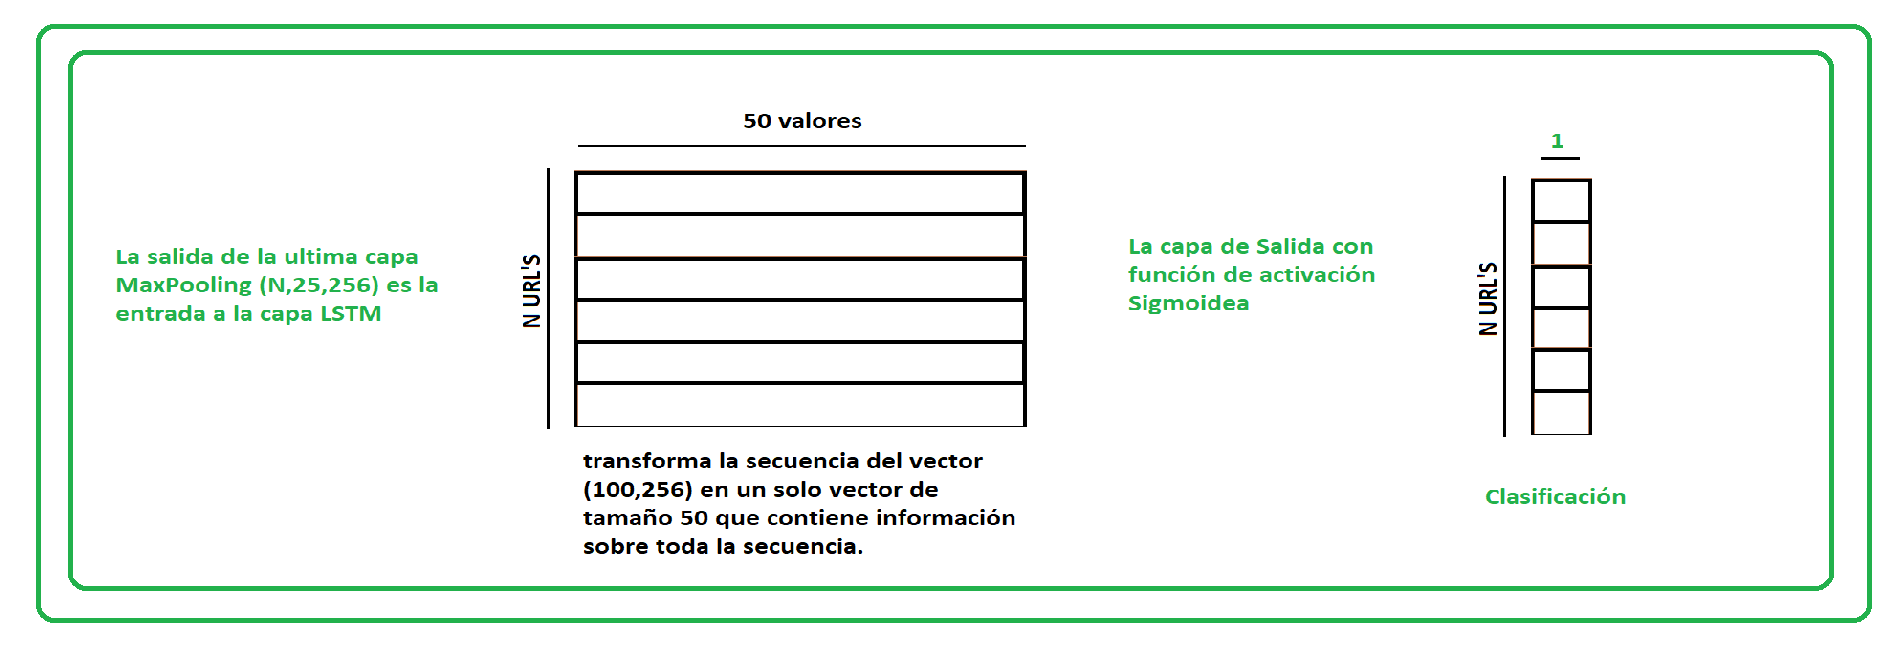 La salida de la ultima capa
MaxPooling (N,25,256) es la
entrada a la capa LSTM
50 valores
N URL'S
transforma la secuencia del vector
(100,256) en un solo vector de
tamaño 50 que contiene información
sobre toda la secuencia.
La capa de Salida con
función de activación
Sigmoidea
1
N URL'S
Clasificación